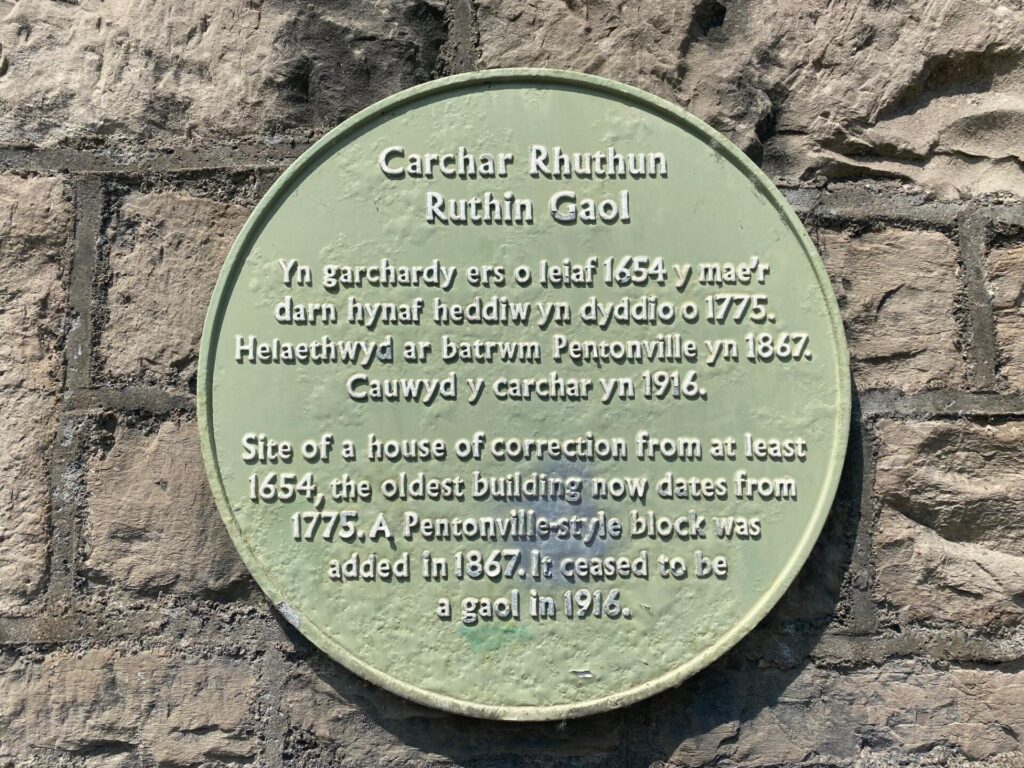 Carchar Rhuthun
Ruthin Gaol
Yn garchardy ers o leiaf 1654 y mae'r
darn hynaf heddiw yn dyddio o 1775.
Helaethwyd ar batrwm Pentonville yn 1867.
Cauwyd y carchar yn 1916.
Site of a house of correction from at least
1654, the oldest building now dates from
1775. A Pentonville-style block was
added in 1867. It ceased to be
a gaol in 1916.